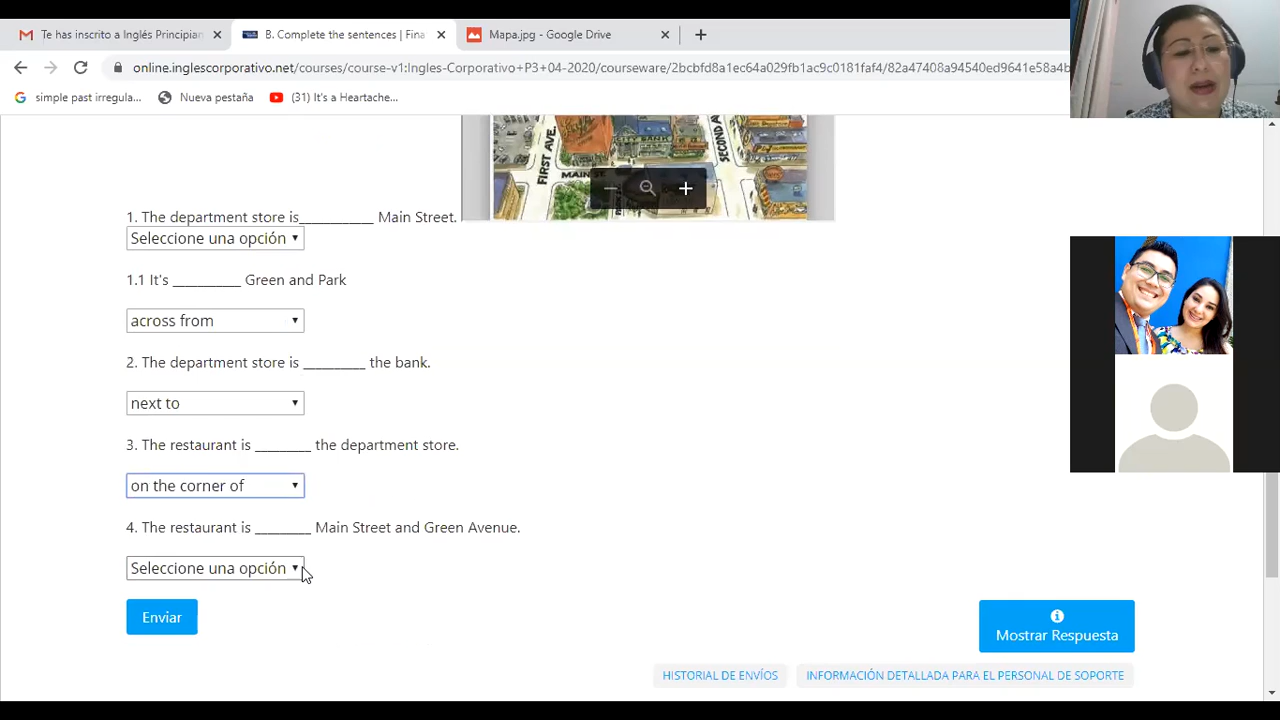 Te has inscrito a Inglés Principian
B. Complete the sentences | Fina
Mapa.jpg - Google Drive
online.inglescorporativo.net/courses/course-v1:Ingles-Corporativo+P3+04-2020/courseware/2bcbfd8a1ec64a029fb1ac9c0181faf4/82a47408a94540ed9641e58a4b
simple past irregula...
Nueva pestaña
(31) It's a Heartache...
FIRST AVE.
CITY BANK
SECOND A
MAIN ST.
1. The department store is____________ Main Street.
Seleccione una opción
1.1 It's __________ Green and Park
across from
2. The department store is _________ the bank.
next to
3. The restaurant is ________ the department store.
on the corner of
4. The restaurant is ________ Main Street and Green Avenue.
Seleccione una opción
Enviar
Mostrar Respuesta
HISTORIAL DE ENVÍOS
INFORMACIÓN DETALLADA PARA EL PERSONAL DE SOPORTE